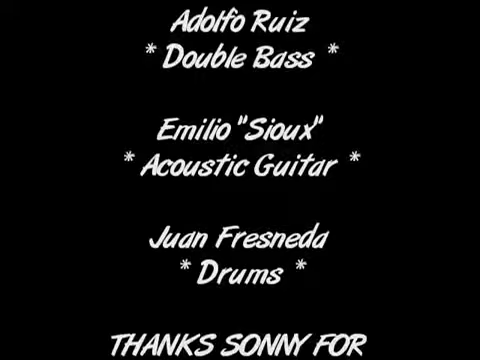 Adolfo Ruiz
* Double Bass *
Emilio "Sioux"
* Acoustic Guitar *
Juan Fresneda
* Drums *
THANKS SONNY FOR